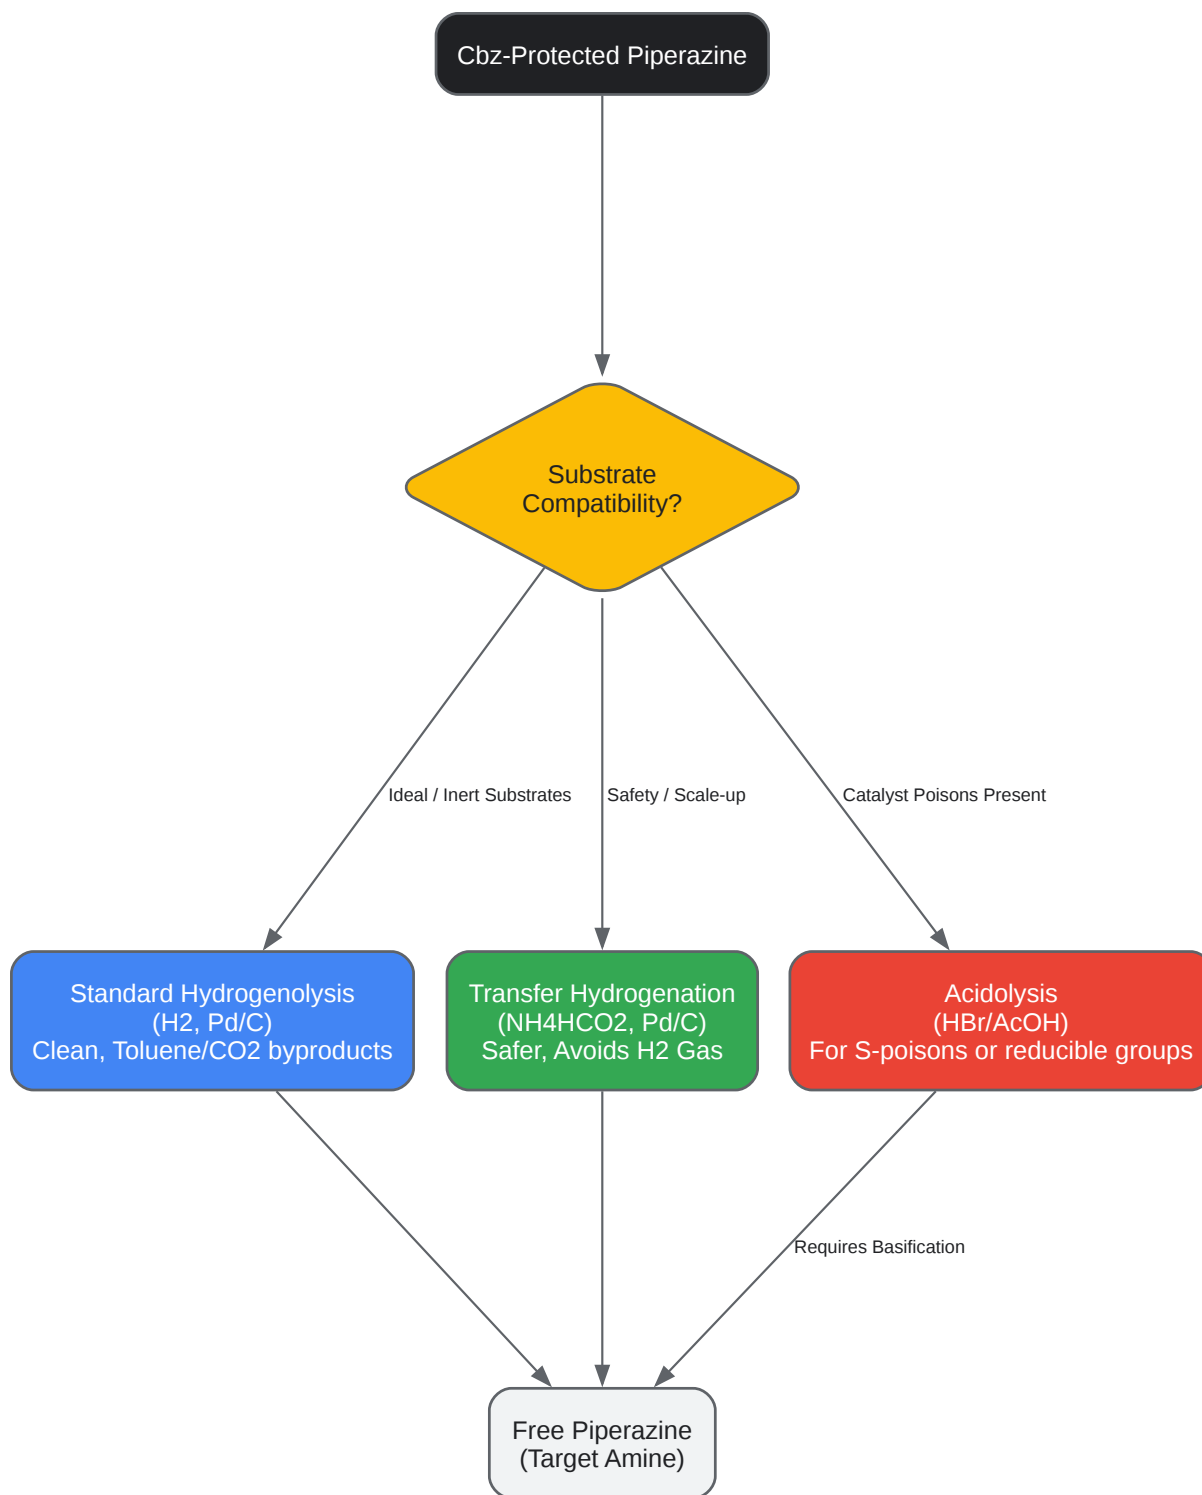 Cbz-Protected Piperazine
Substrate
Compatibility?
Ideal / Inert Substrates
Safety / Scale-up
Catalyst Poisons Present
Standard Hydrogenolysis
(H2, Pd/C)
Clean, Toluene/CO2 byproducts
Transfer Hydrogenation
(NH4HCO2, Pd/C)
Safer, Avoids H2 Gas
Acidolysis
(HBr/AcOH)
For S-poisons or reducible groups
Requires Basification
Free Piperazine
(Target Amine)